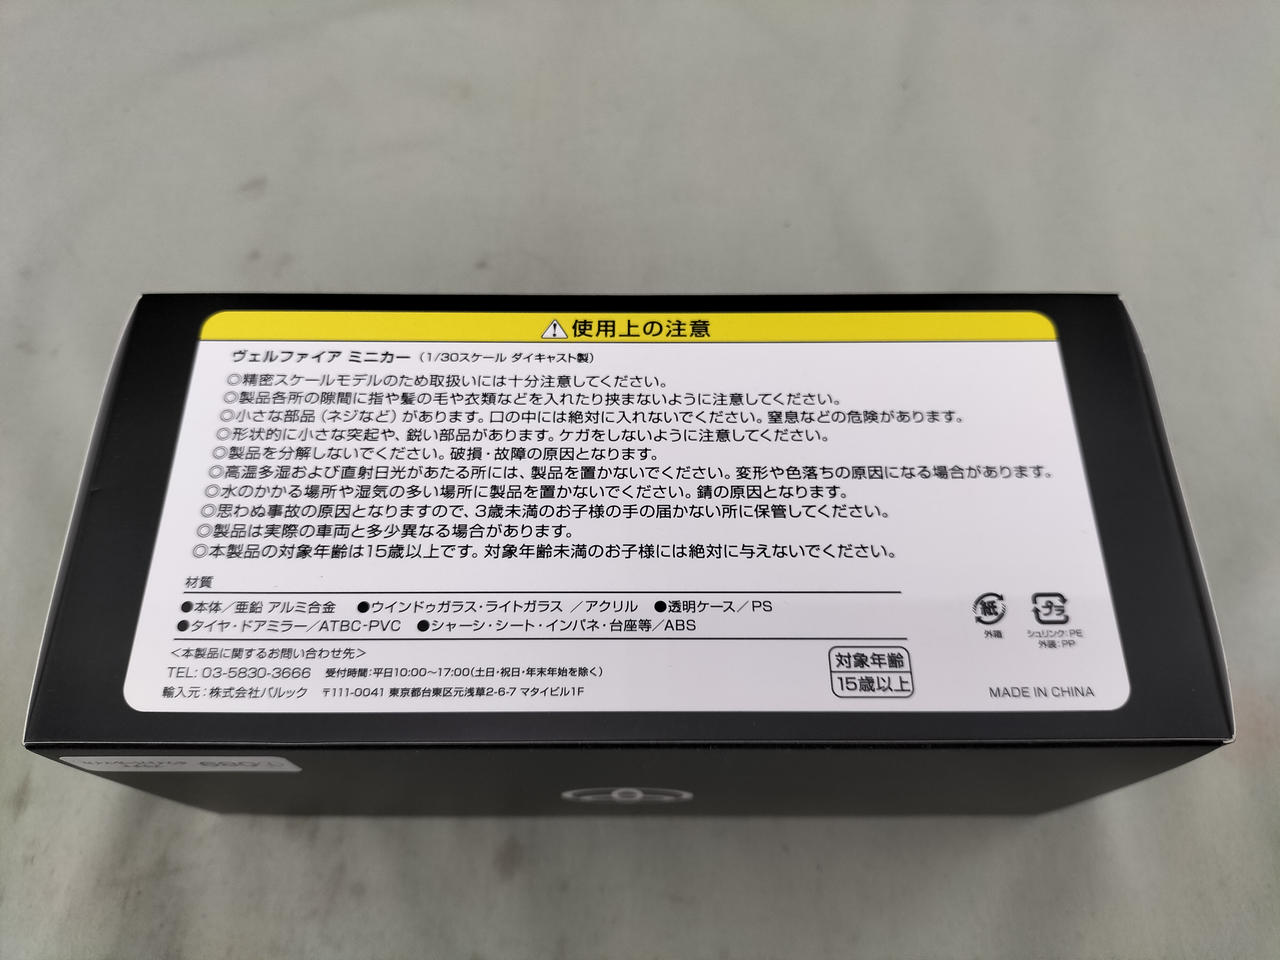 ⚠使用上の注意
ヴェルファイア ミニカー（1/30スケール ダイキャスト製）
◎精密スケールモデルのため取扱いには十分注意してください。
◎製品各所の隙間に指や髪の毛や衣類などを入れたり挟まないように注意してください。
◎小さな部品（ネジなど）があります。口の中には絶対に入れないでください。窒息などの危険があります。
◎形状的に小さな突起や、鋭い部品があります。ケガをしないように注意してください。
◎製品を分解しないでください。破損・故障の原因となります。
◎高温多湿および直射日光があたる所には、製品を置かないでください。変形や色落ちの原因になる場合があります。
◎水のかかる場所や湿気の多い場所に製品を置かないでください。錆の原因となります。
◎思わぬ事故の原因となりますので、3歳未満のお子様の手の届かない所に保管してください。
◎製品は実際の車両と多少異なる場合があります。
◎本製品の対象年齢は15歳以上です。対象年齢未満のお子様には絶対に与えないでください。
材質
●本体／亜鉛 アルミ合金 ●ウインドゥガラス・ライトガラス ／アクリル ●透明ケース／PS
●タイヤ・ドアミラー／ATBC-PVC ●シャーシ・シート・インパネ・台座等／ABS
紙
外箱
プラ
シュリンク：PE
外装：PP
＜本製品に関するお問い合わせ先＞
TEL: 03-5830-3666 受付時間：平日10:00～17:00（土日・祝日・年末年始を除く）
輸入元：株式会社バルック 〒111-0041 東京都台東区元浅草2-6-7 マタイビル1F
対象年齢
15歳以上
MADE IN CHINA